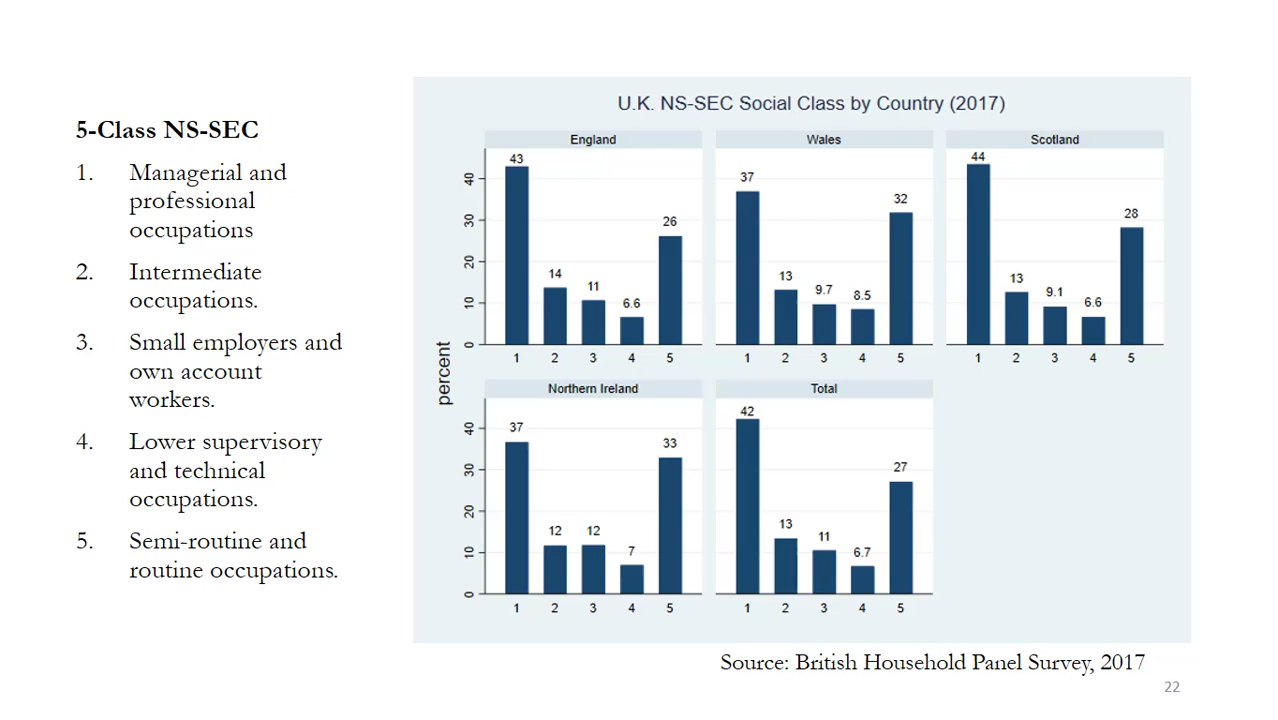 5-Class NS-SEC
1. Managerial and
professional
occupations
2. Intermediate
occupations.
3. Small employers and
own account
workers.
4. Lower supervisory
and technical
occupations.
5. Semi-routine and
routine occupations.
U.K. NS-SEC Social Class by Country (2017)
percent
England
0 10 20 30 40
43 14 11 6.6 26
1 2 3 4 5
Wales
37 13 9.7 8.5 32
1 2 3 4 5
Scotland
44 13 9.1 6.6 28
1 2 3 4 5
Northern Ireland
0 10 20 30 40
37 12 12 7 33
1 2 3 4 5
Total
42 13 11 6.7 27
1 2 3 4 5
Source: British Household Panel Survey, 2017
22